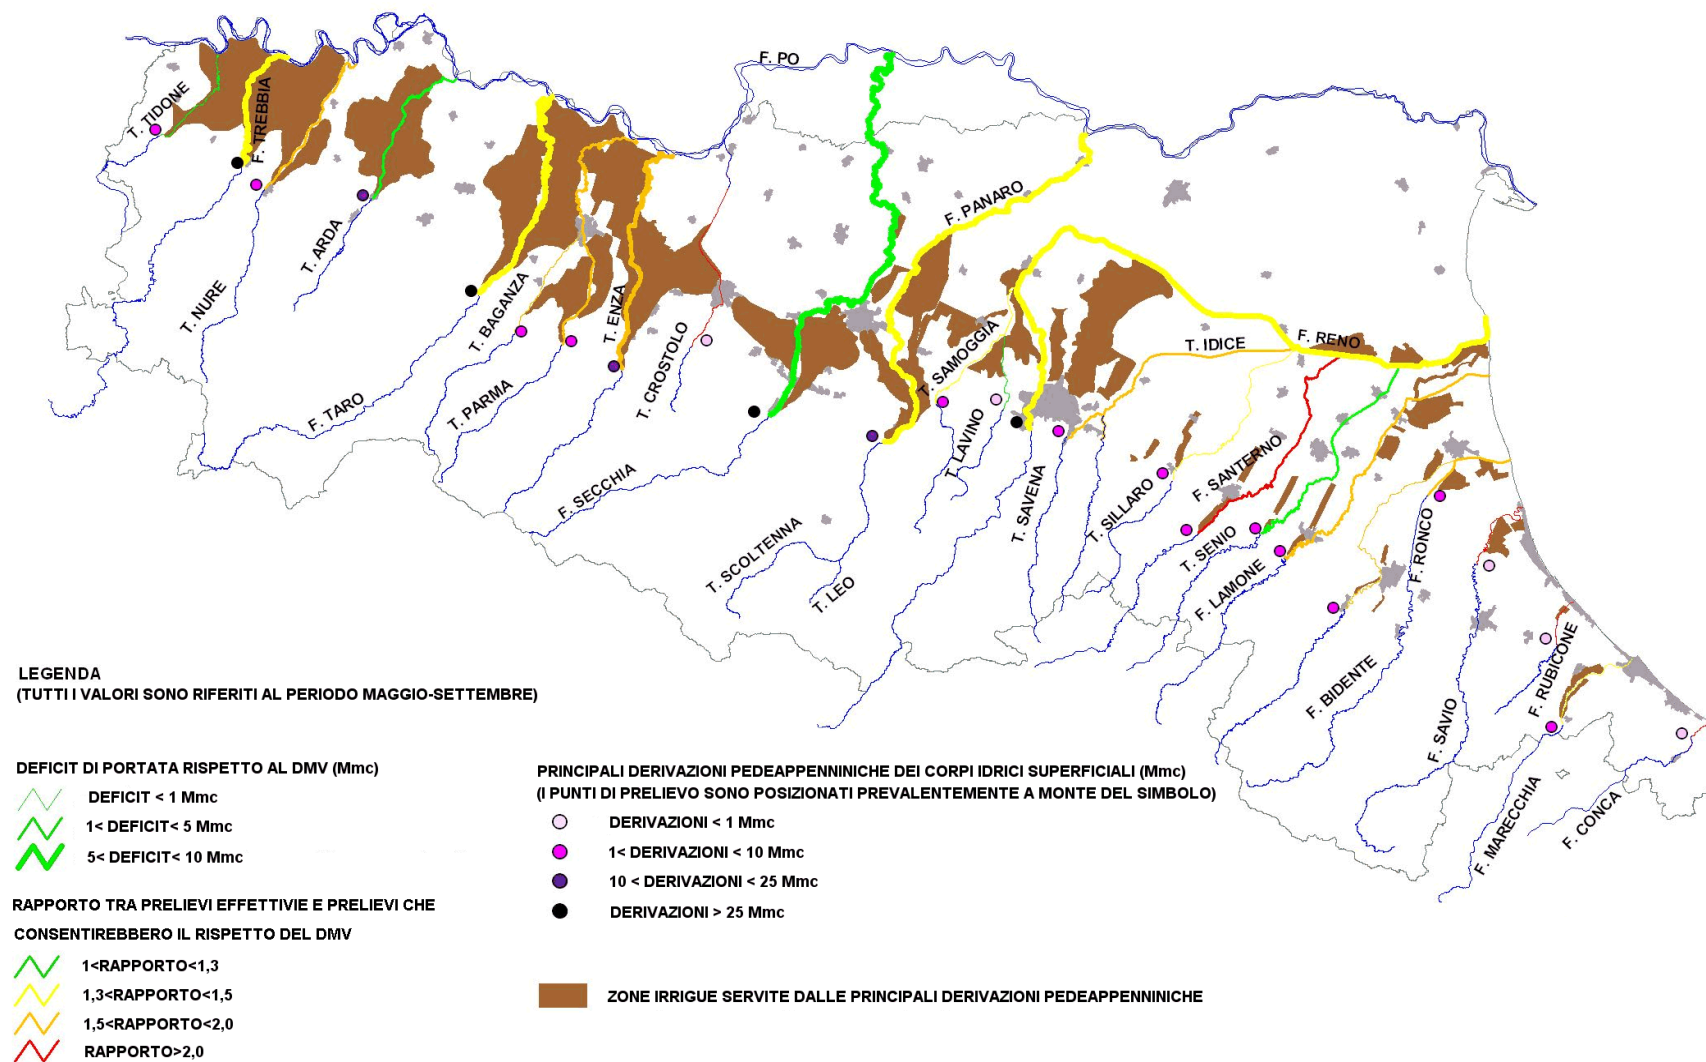 F. PO
T. TIDONE
F. TREBBIA
T. NURE
T. ARDA
F. TARO
T. BAGANZA
T. PARMA
T. ENZA
T. CROSTOLO
F. SECCHIA
F. PANARO
T. SCOLTENNA
T. LEO
T. SAMOGGIA
T. LAVINO
T. SAVENA
T. IDICE
F. RENO
T. SILLARO
F. SANTERNO
T. SENIO
F. LAMONE
F. RONCO
F. BIDENTE
F. SAVIO
F. RUBICONE
F. MARECCHIA
F. CONCA
LEGENDA
(TUTTI I VALORI SONO RIFERITI AL PERIODO MAGGIO-SETTEMBRE)
DEFICIT DI PORTATA RISPETTO AL DMV (Mmc)
DEFICIT < 1 Mmc
1< DEFICIT< 5 Mmc
5< DEFICIT< 10 Mmc
RAPPORTO TRA PRELIEVI EFFETTIVIE E PRELIEVI CHE
CONSENTIREBBERO IL RISPETTO DEL DMV
1<RAPPORTO<1,3
1,3<RAPPORTO<1,5
1,5<RAPPORTO<2,0
RAPPORTO>2,0
PRINCIPALI DERIVAZIONI PEDEAPPENNINICHE DEI CORPI IDRICI SUPERFICIALI (Mmc)
(I PUNTI DI PRELIEVO SONO POSIZIONATI PREVALENTEMENTE A MONTE DEL SIMBOLO)
DERIVAZIONI < 1 Mmc
1< DERIVAZIONI < 10 Mmc
10 < DERIVAZIONI < 25 Mmc
DERIVAZIONI > 25 Mmc
ZONE IRRIGUE SERVITE DALLE PRINCIPALI DERIVAZIONI PEDEAPPENNINICHE